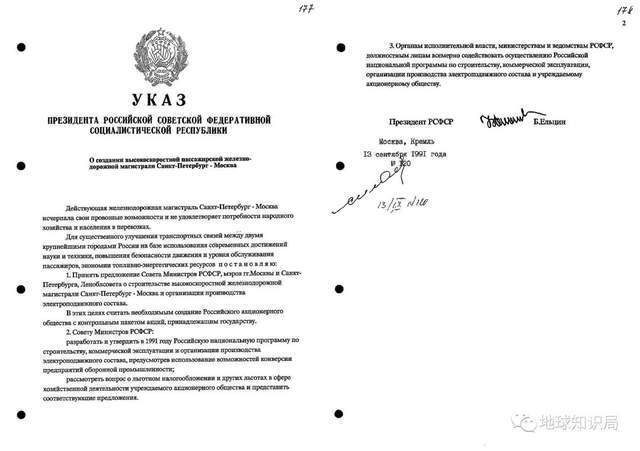 177
УКАЗ
ПРЕЗИДЕНТА РОССИЙСКОЙ СОВЕТСКОЙ ФЕДЕРАТИВНОЙ
СОЦИАЛИСТИЧЕСКОЙ РЕСПУБЛИКИ
О создании высокоскоростной пассажирской железно-
дорожной магистрали Санкт-Петербург - Москва
Действующая железнодорожная магистраль Санкт-Петербург - Москва
исчерпала свои провозные возможности и не удовлетворяет потребности народного
хозяйства и населения в перевозках.
Для существенного улучшения транспортных связей между двумя
крупнейшими городами России на базе использования современных достижений
науки и техники, повышения безопасности движения и уровня обслуживания
пассажиров, экономии топливно-энергетических ресурсов постановляю:
1. Принять предложение Совета Министров РСФСР, мэров гг.Москвы и Санкт-
Петербурга, Леноблсовета о строительстве высокоскоростной железнодорожной
магистрали Санкт-Петербург - Москва и организации производства
электроподвижного состава.
В этих целях считать необходимым создание Российского акционерного
общества с контрольным пакетом акций, принадлежащим государству.
2. Совету Министров РСФСР:
разработать и утвердить в 1991 году Российскую национальную программу по
строительству, коммерческой эксплуатации и организации производства
электроподвижного состава, предусмотрев использование возможностей конверсии
предприятий оборонной промышленности;
рассмотреть вопрос о льготном налогообложении и других льготах в сфере
хозяйственной деятельности учреждаемого акционерного общества и представить
соответствующие предложения.
178
2
3. Органам исполнительной власти, министерствам и ведомствам РСФСР,
должностным лицам всемерно содействовать осуществлению Российской
национальной программы по строительству, коммерческой эксплуатации,
организации производства электроподвижного состава и учреждаемому
акционерному обществу.
Президент РСФСР Б.Ельцин
Москва, Кремль
13 сентября 1991 года
№ 120
13/IX № 120
地球知识局